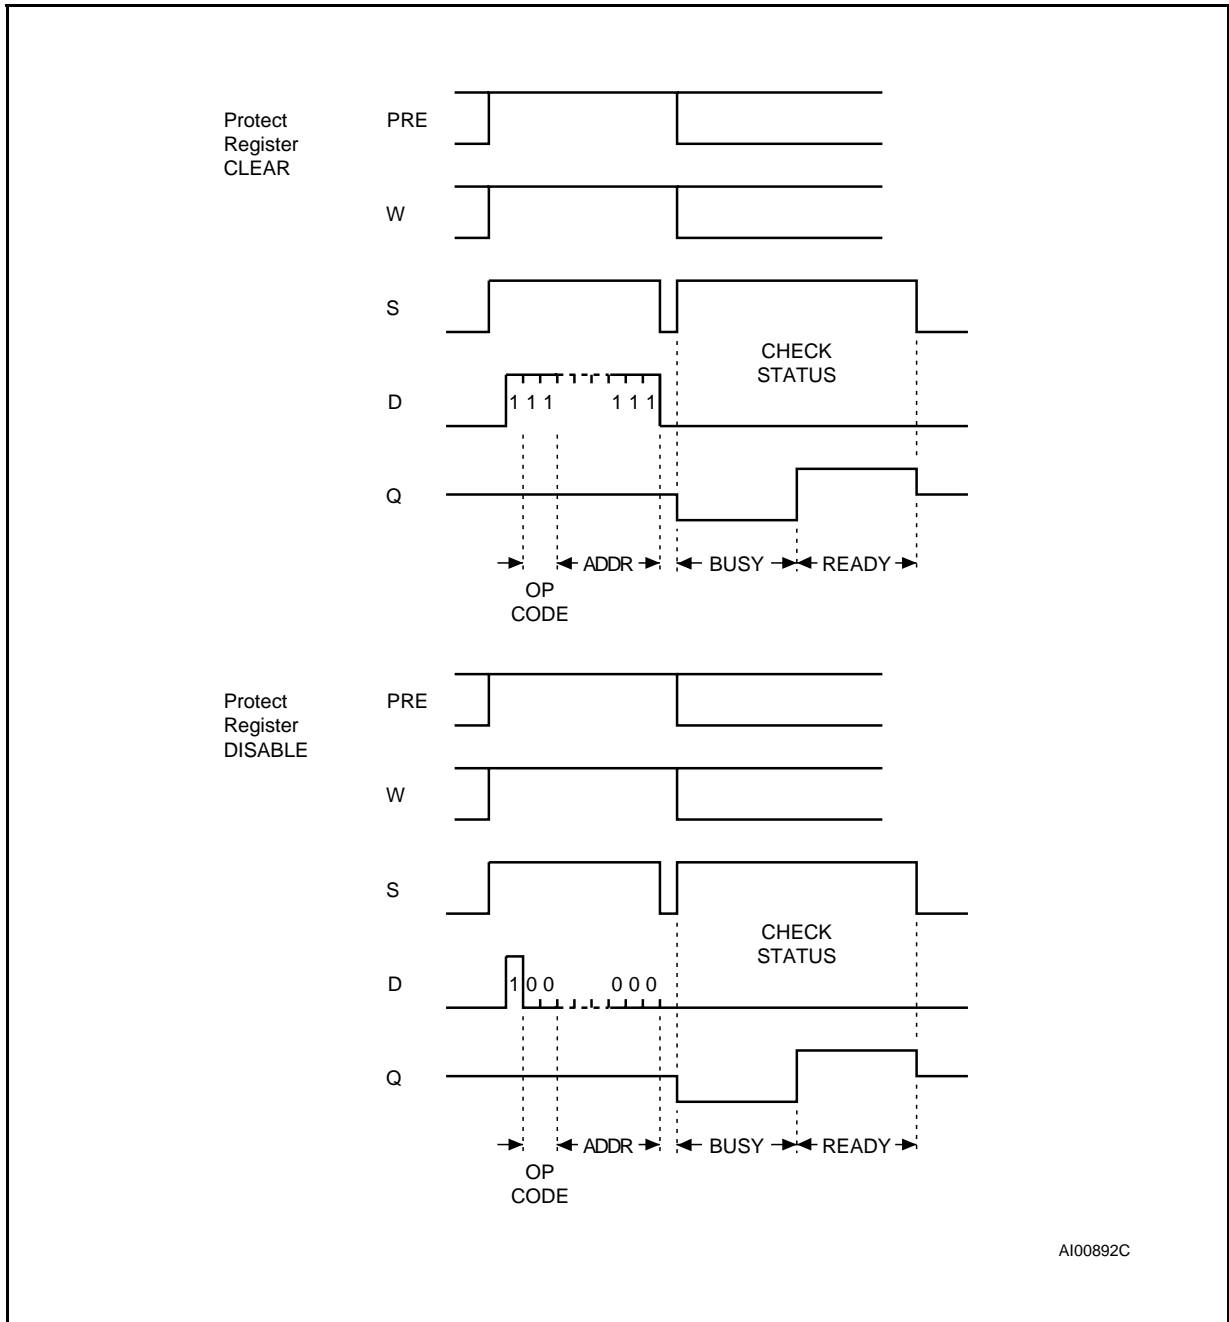 Protect
Register
CLEAR
PRE
W
S
CHECK
STATUS
D
1 1 1 1 1 1
Q
ADDR BUSY READY
OP
CODE
Protect
Register
DISABLE
PRE
W
S
CHECK
STATUS
D
1 0 0 0 0 0
Q
ADDR BUSY READY
OP
CODE
AI00892C